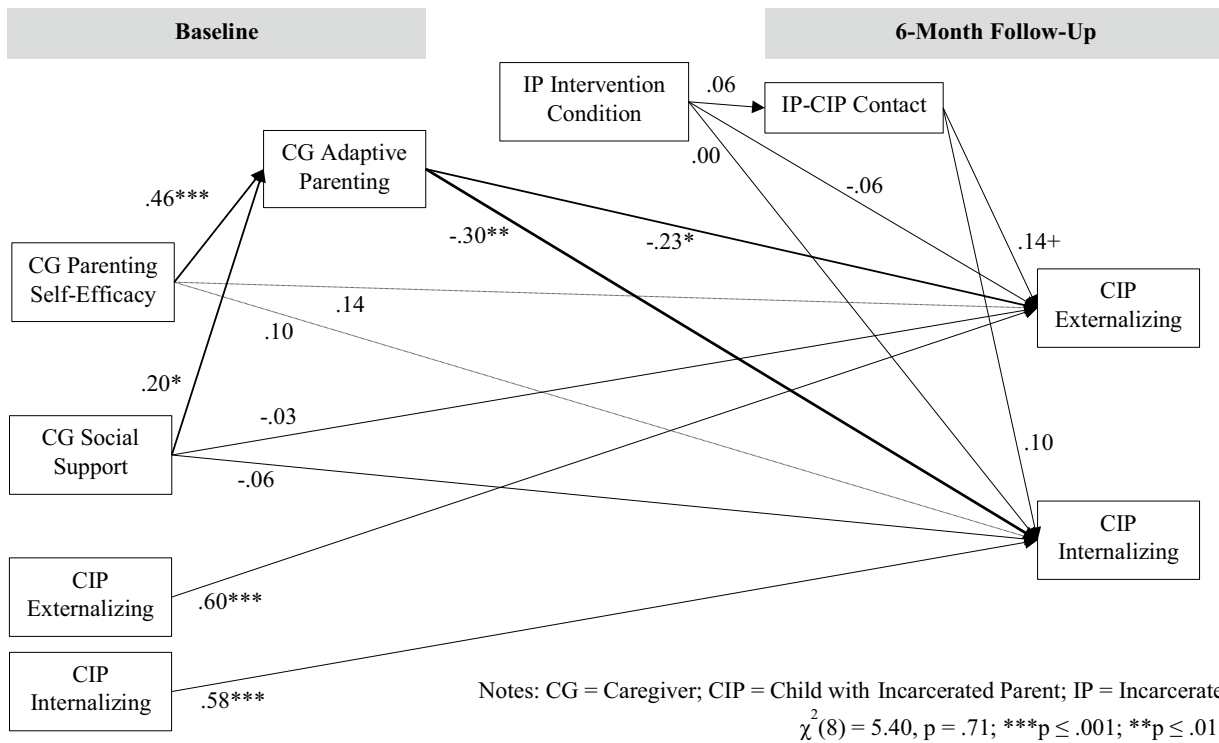 Baseline
6-Month Follow-Up
IP Intervention
Condition
.06
IP-CIP Contact
CG Adaptive
Parenting
.00
-.06
.46***
-.30**
-.23*
.14+
CG Parenting
Self-Efficacy
.14
.10
CIP
Externalizing
.20*
-.03
CG Social
Support
-.06
.10
CIP
Internalizing
CIP
Externalizing
.60***
CIP
Internalizing
.58***
Notes: CG = Caregiver; CIP = Child with Incarcerated Parent; IP = Incarcerate
χ²(8) = 5.40, p = .71; ***p ≤ .001; **p ≤ .01